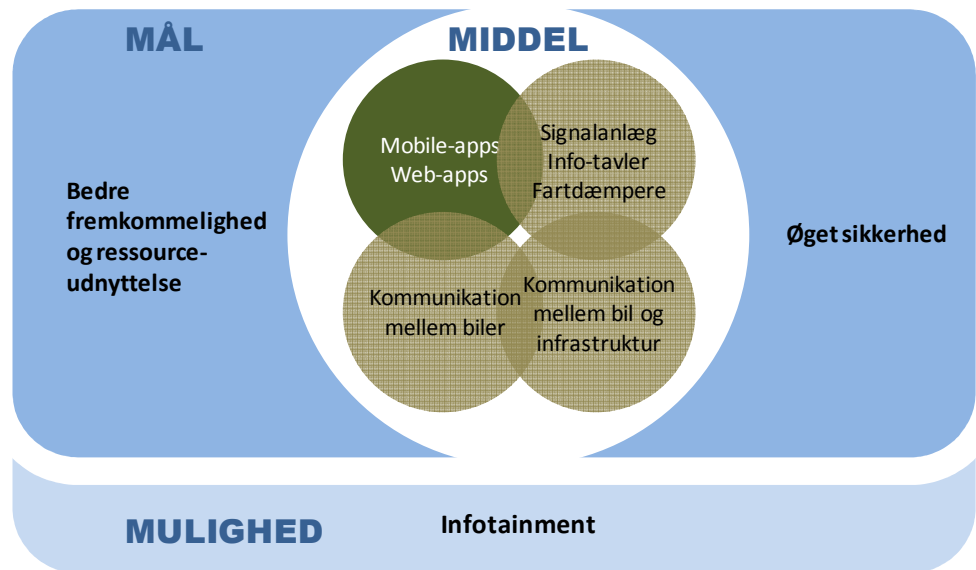 MÅL
MIDDEL
Mobile-apps
Web-apps
Signalanlæg
Info-tavler
Fartdæmpere
Bedre
fremkommelighed
og ressource-
udnyttelse
Øget sikkerhed
Kommunikation
mellem biler
Kommunikation
mellem bil og
infrastruktur
MULIGHED
Infotainment